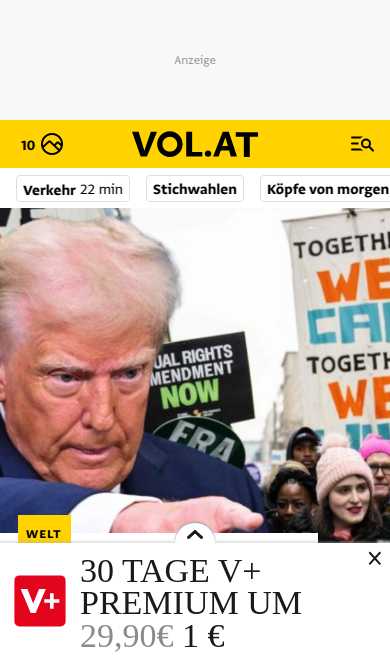 Anzeige
10
VOL.AT
Verkehr 22 min
Stichwahlen
Köpfe von morgen
TOGETHE
WE
CA
TOGETH
WE
UAL RIGHTS
MENDMENT
NOW
ERA
WELT
V+
30 TAGE V+
PREMIUM UM
29,90€ 1 €